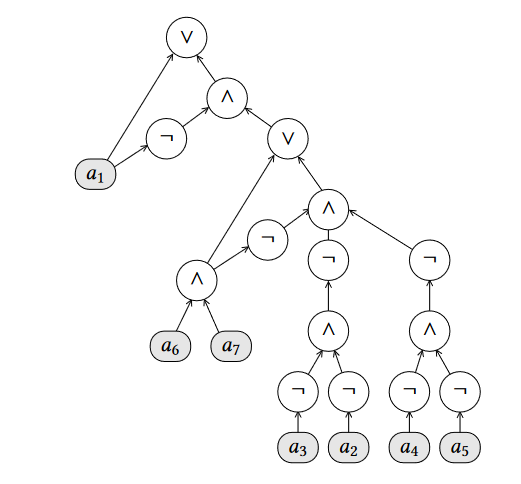 ∨
∧
¬ ∨
a1
∧
¬
∧ ¬ ¬
a6 a7 ∧ ∧
¬ ¬ ¬ ¬
a3 a2 a4 a5